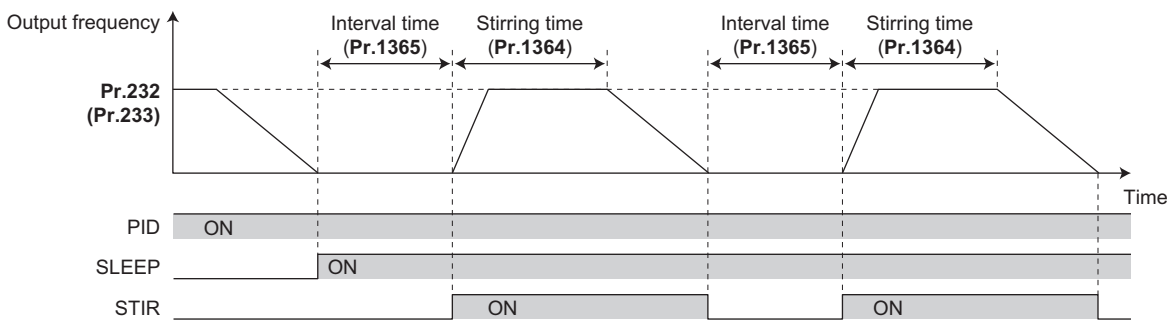 Output frequency
Interval time
(Pr.1365)
Stirring time
(Pr.1364)
Interval time
(Pr.1365)
Stirring time
(Pr.1364)
Pr.232
(Pr.233)
Time
PID
ON
SLEEP
ON
STIR
ON
ON